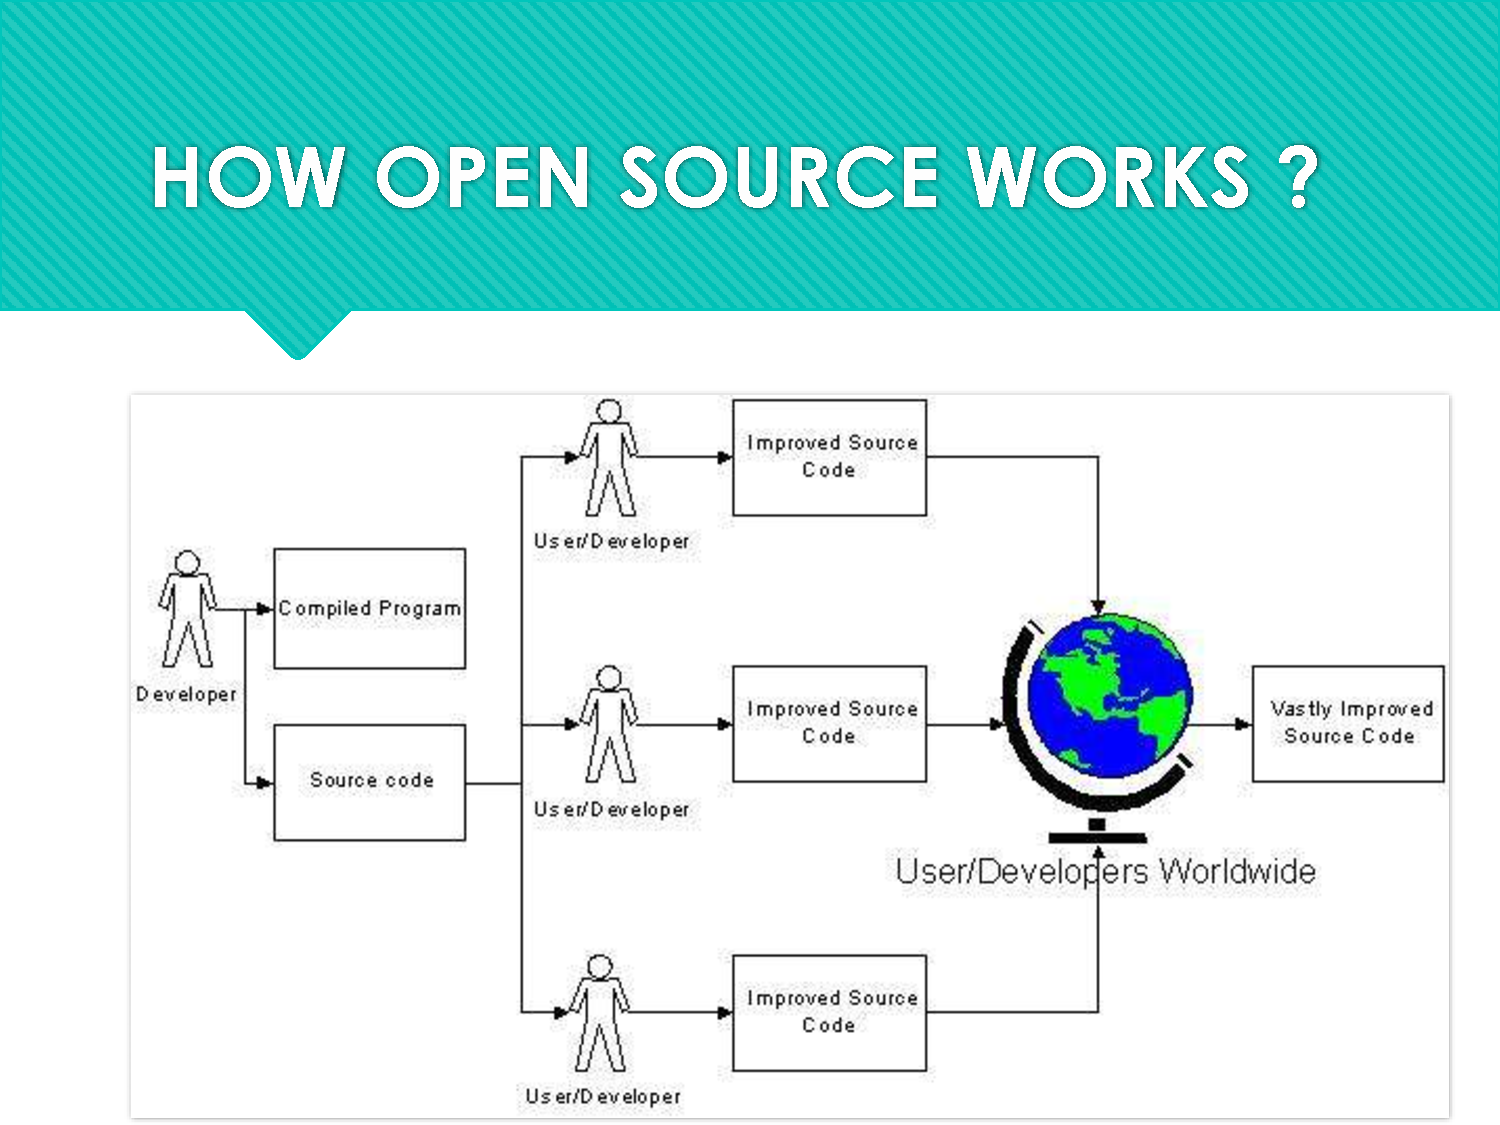 HOW OPEN SOURCE WORKS ?
Improved Source
Code
User/Developer
Compiled Program
Developer
Improved Source
Code
Vastly Improved
Source Code
Source code
User/Developer
User/Developers Worldwide
Improved Source
Code
User/Developer